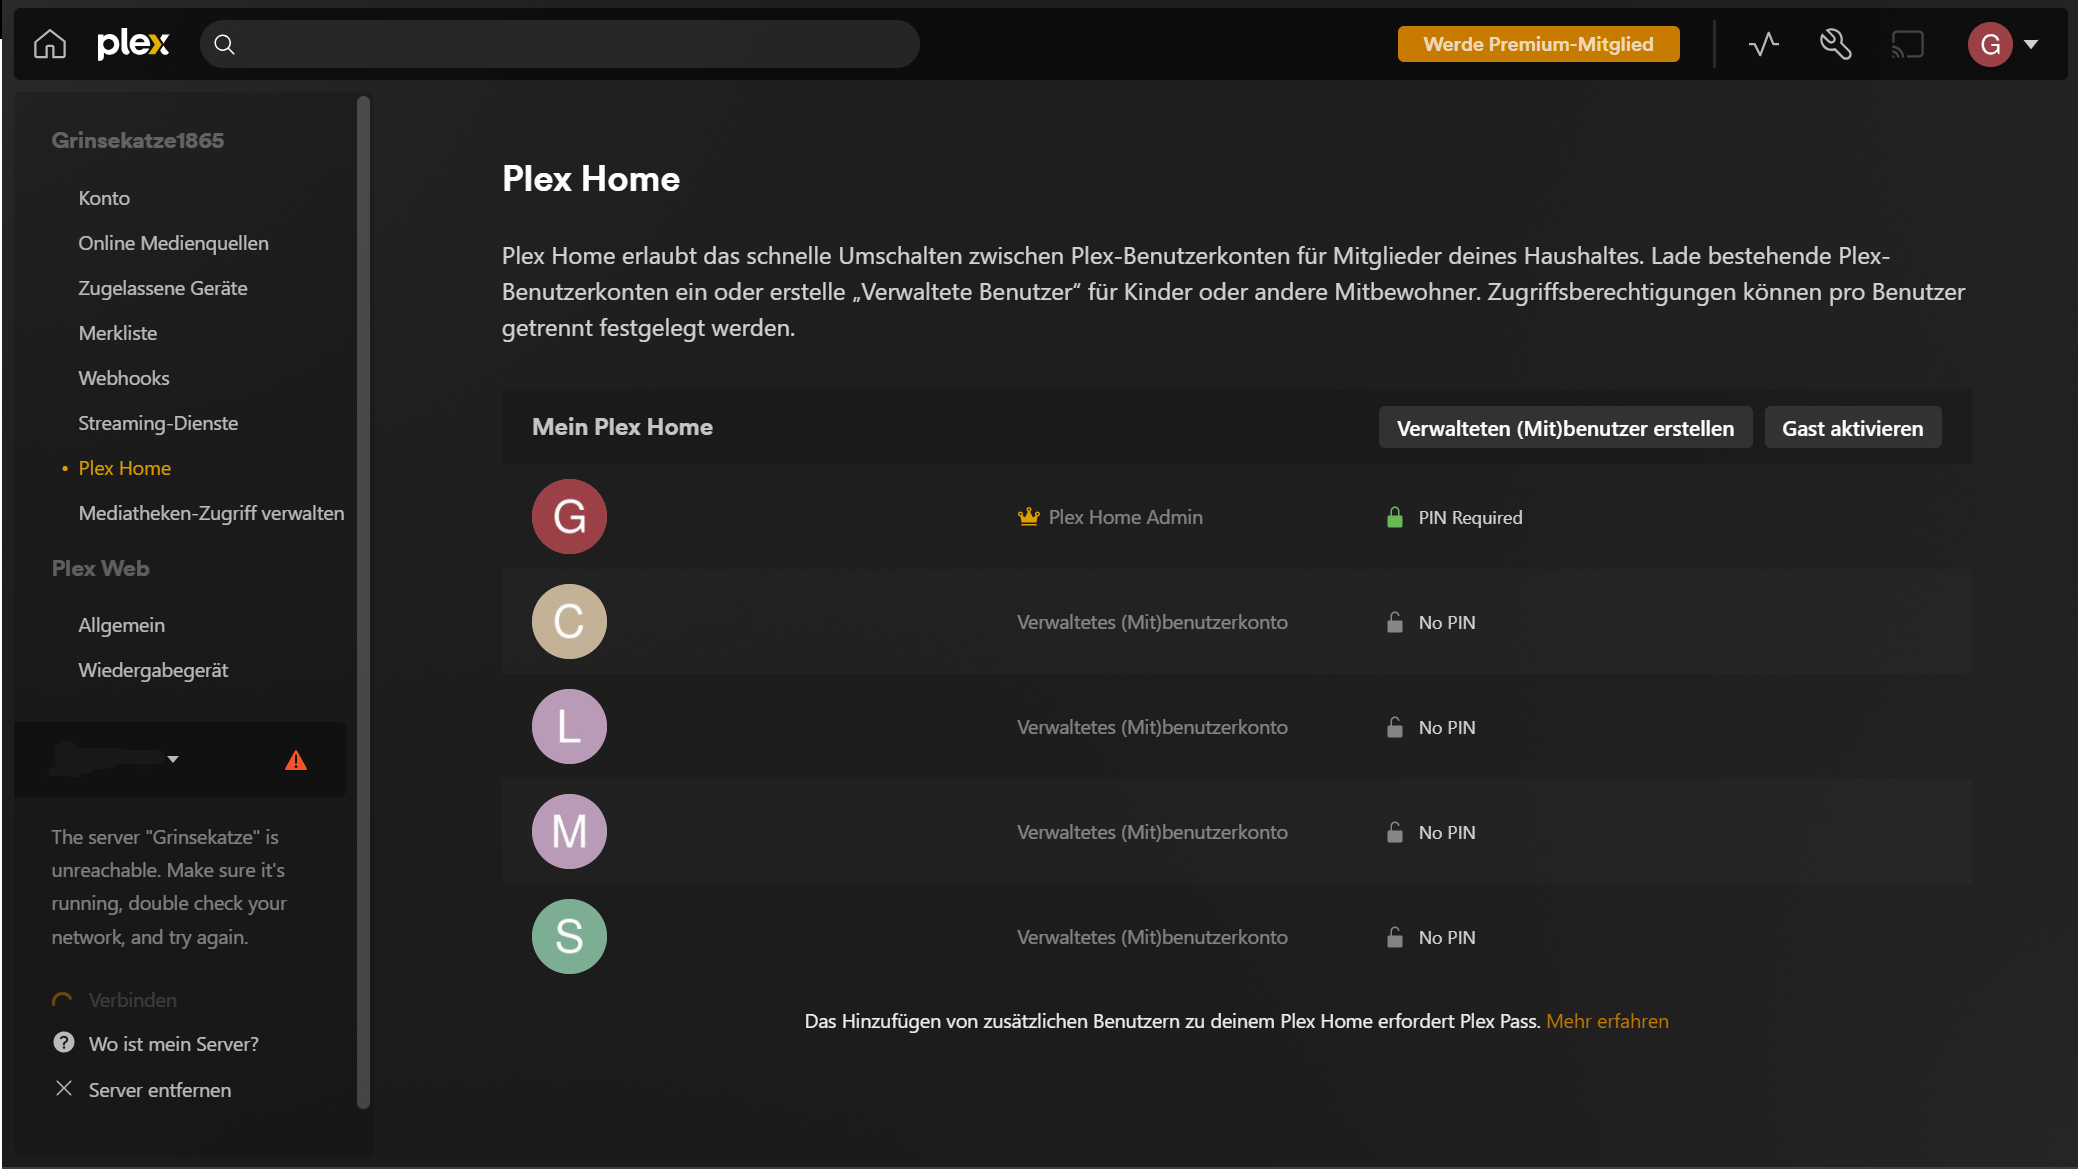 plex
Werde Premium-Mitglied
G
Grinsekatze1865
Konto
Online Medienquellen
Zugelassene Geräte
Merkliste
Webhooks
Streaming-Dienste
• Plex Home
Mediatheken-Zugriff verwalten
Plex Web
Allgemein
Wiedergabegerät
The server "Grinsekatze" is
unreachable. Make sure it's
running, double check your
network, and try again.
Verbinden
Wo ist mein Server?
Server entfernen
Plex Home
Plex Home erlaubt das schnelle Umschalten zwischen Plex-Benutzerkonten für Mitglieder deines Haushaltes. Lade bestehende Plex-
Benutzerkonten ein oder erstelle „Verwaltete Benutzer“ für Kinder oder andere Mitbewohner. Zugriffsberechtigungen können pro Benutzer
getrennt festgelegt werden.
Mein Plex Home
Verwalteten (Mit)benutzer erstellen
Gast aktivieren
G Plex Home Admin PIN Required
C Verwaltetes (Mit)benutzerkonto No PIN
L Verwaltetes (Mit)benutzerkonto No PIN
M Verwaltetes (Mit)benutzerkonto No PIN
S Verwaltetes (Mit)benutzerkonto No PIN
Das Hinzufügen von zusätzlichen Benutzern zu deinem Plex Home erfordert Plex Pass. Mehr erfahren